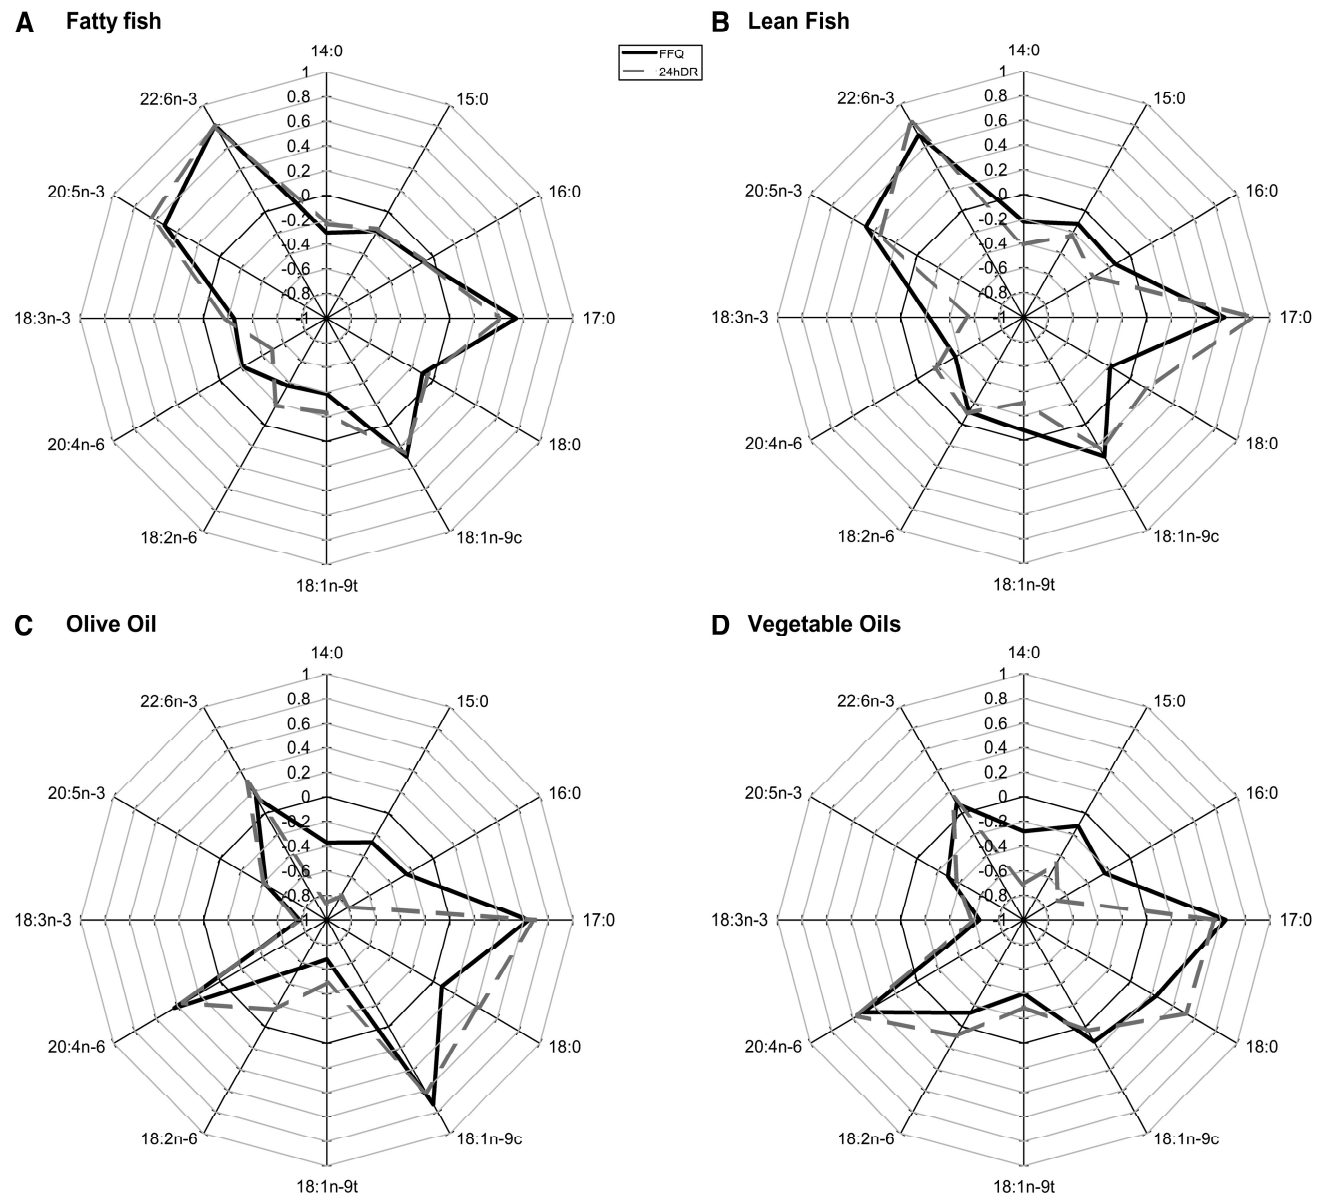 A Fatty fish
B Lean Fish
FFQ
24hDR
14:0
15:0
16:0
17:0
18:0
18:1n-9c
18:1n-9t
18:2n-6
20:4n-6
18:3n-3
20:5n-3
22:6n-3
1
0.8
0.6
0.4
0.2
0
-0.2
-0.4
-0.6
-0.8
-1
14:0
15:0
16:0
17:0
18:0
18:1n-9c
18:1n-9t
18:2n-6
20:4n-6
18:3n-3
20:5n-3
22:6n-3
1
0.8
0.6
0.4
0.2
0
-0.2
-0.4
-0.6
-0.8
-1
C Olive Oil
D Vegetable Oils
14:0
15:0
16:0
17:0
18:0
18:1n-9c
18:1n-9t
18:2n-6
20:4n-6
18:3n-3
20:5n-3
22:6n-3
1
0.8
0.6
0.4
0.2
0
-0.2
-0.4
-0.6
-0.8
-1
14:0
15:0
16:0
17:0
18:0
18:1n-9c
18:1n-9t
18:2n-6
20:4n-6
18:3n-3
20:5n-3
22:6n-3
1
0.8
0.6
0.4
0.2
0
-0.2
-0.4
-0.6
-0.8
-1